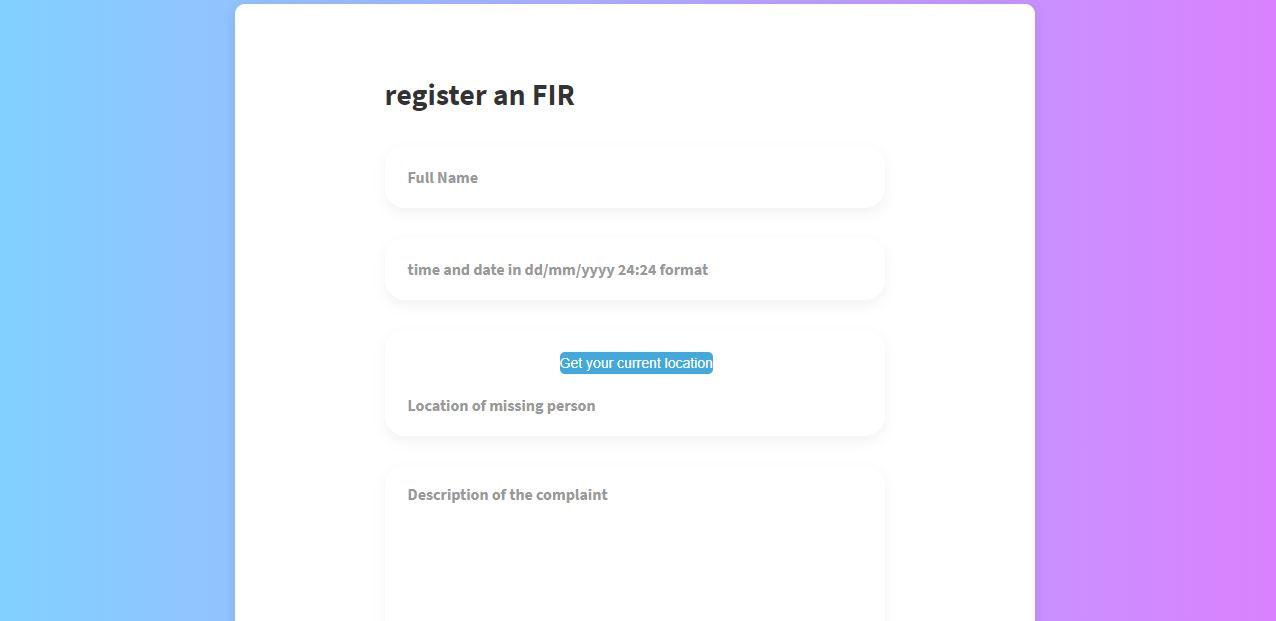 register an FIR
Full Name
time and date in dd/mm/yyyy 24:24 format
Get your current location
Location of missing person
Description of the complaint